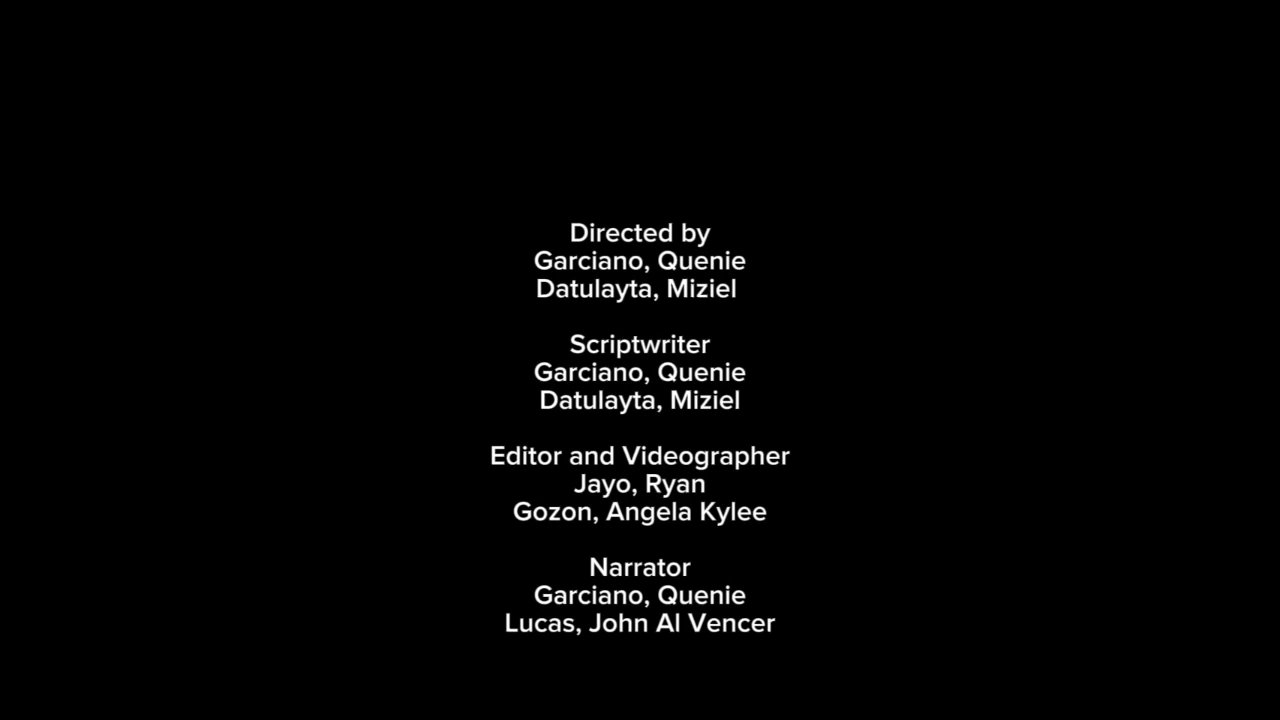 Directed by
Garciano, Quenie
Datulayta, Miziel
Scriptwriter
Garciano, Quenie
Datulayta, Miziel
Editor and Videographer
Jayo, Ryan
Gozon, Angela Kylee
Narrator
Garciano, Quenie
Lucas, John Al Vencer